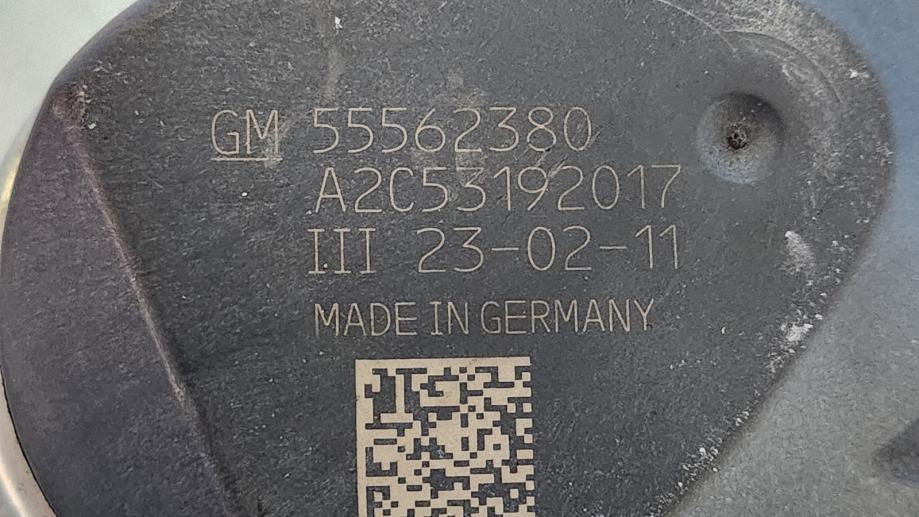 GM 55562380
A2C53192017
III 23-02-11
MADE IN GERMANY